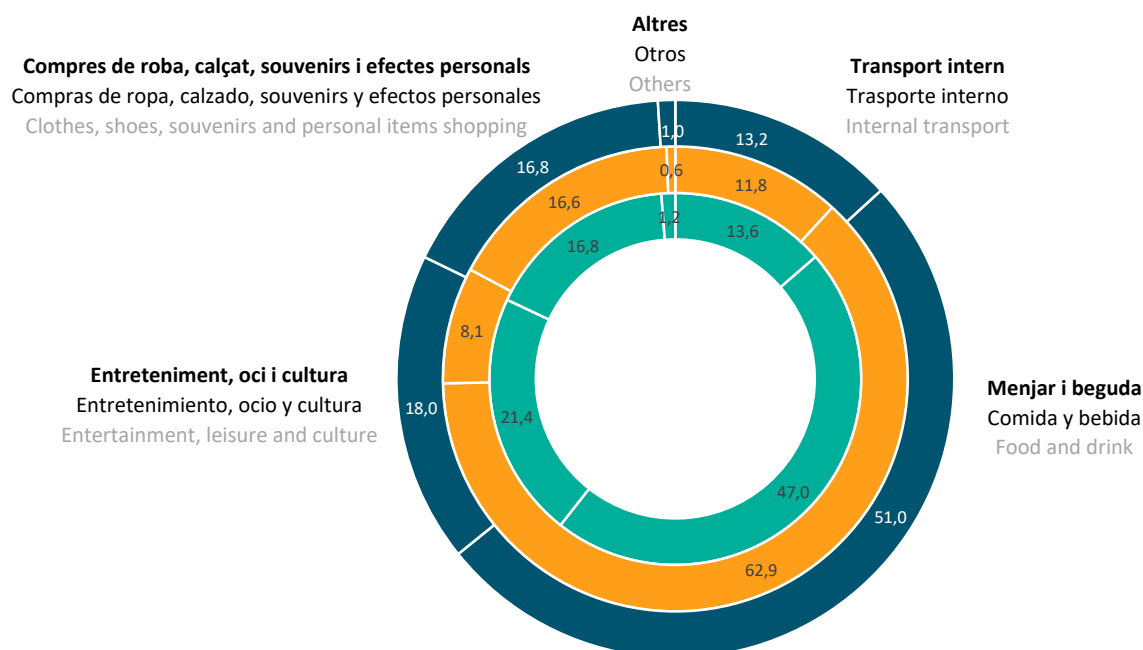 Altres
Otros
Others
Compres de roba, calçat, souvenirs i efectes personals
Compras de ropa, calzado, souvenirs y efectos personales
Clothes, shoes, souvenirs and personal items shopping
Transport intern
Trasporte interno
Internal transport
1,0
13,2
16,8
0,6
11,8
16,6
1,2
13,6
16,8
8,1
Entreteniment, oci i cultura
Entretenimiento, ocio y cultura
Entertainment, leisure and culture
18,0
21,4
Menjar i beguda
Comida y bebida
Food and drink
47,0
51,0
62,9